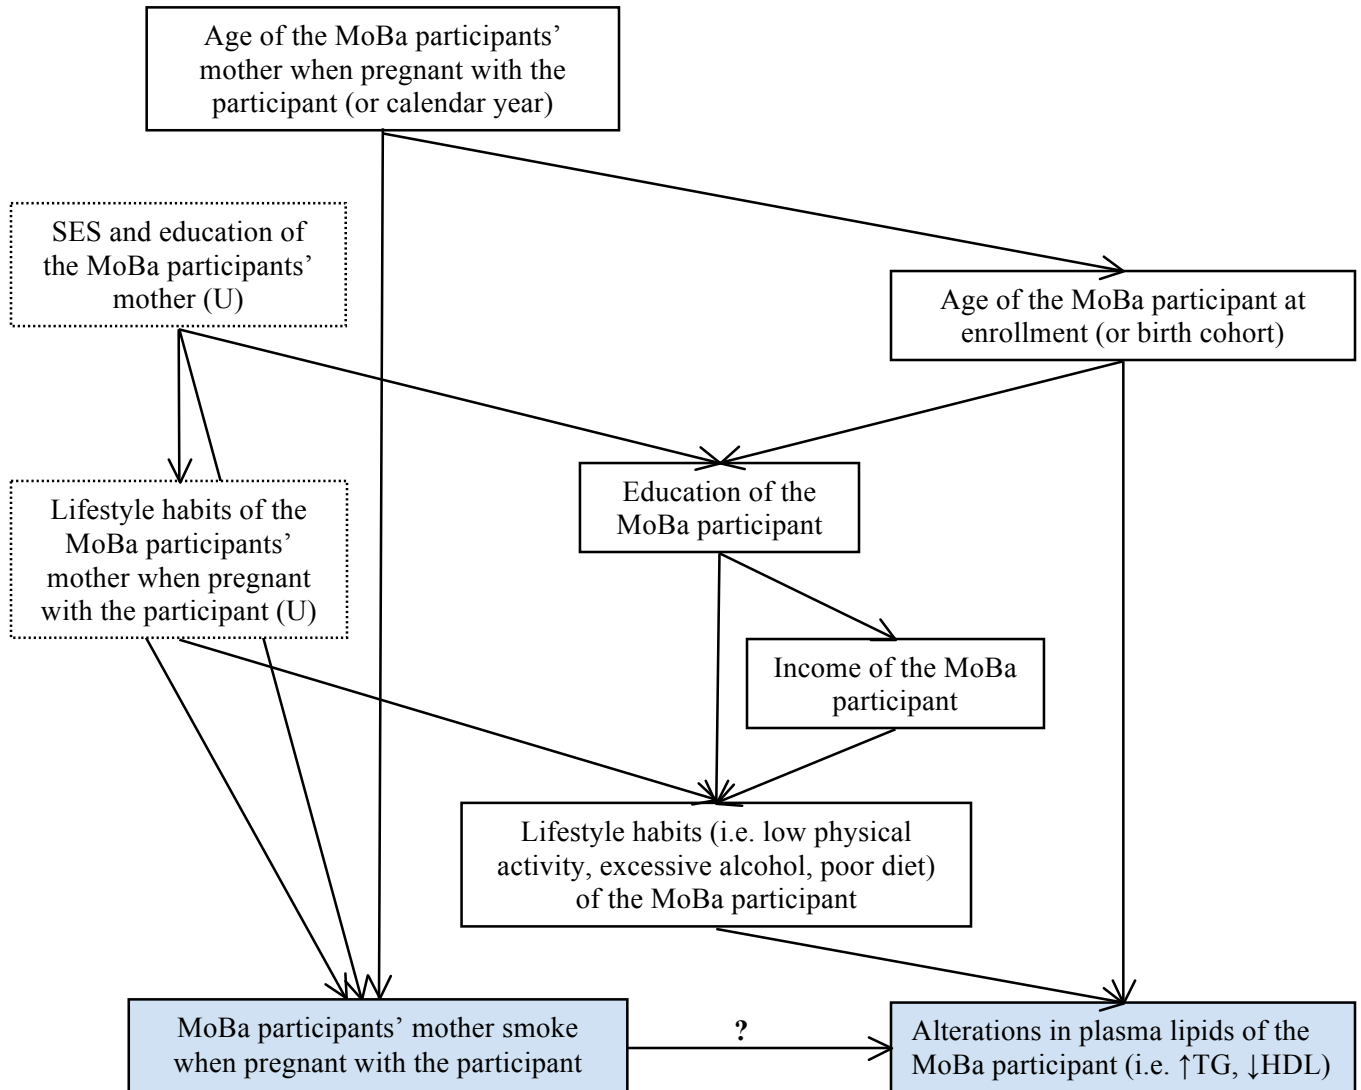 Age of the MoBa participants’
mother when pregnant with the
participant (or calendar year)
SES and education of
the MoBa participants’
mother (U)
Age of the MoBa participant at
enrollment (or birth cohort)
Lifestyle habits of the
MoBa participants’
mother when pregnant
with the participant (U)
Education of the
MoBa participant
Income of the MoBa
participant
Lifestyle habits (i.e. low physical
activity, excessive alcohol, poor diet)
of the MoBa participant
MoBa participants’ mother smoke
when pregnant with the participant
?
Alterations in plasma lipids of the
MoBa participant (i.e. ↑TG, ↓HDL)